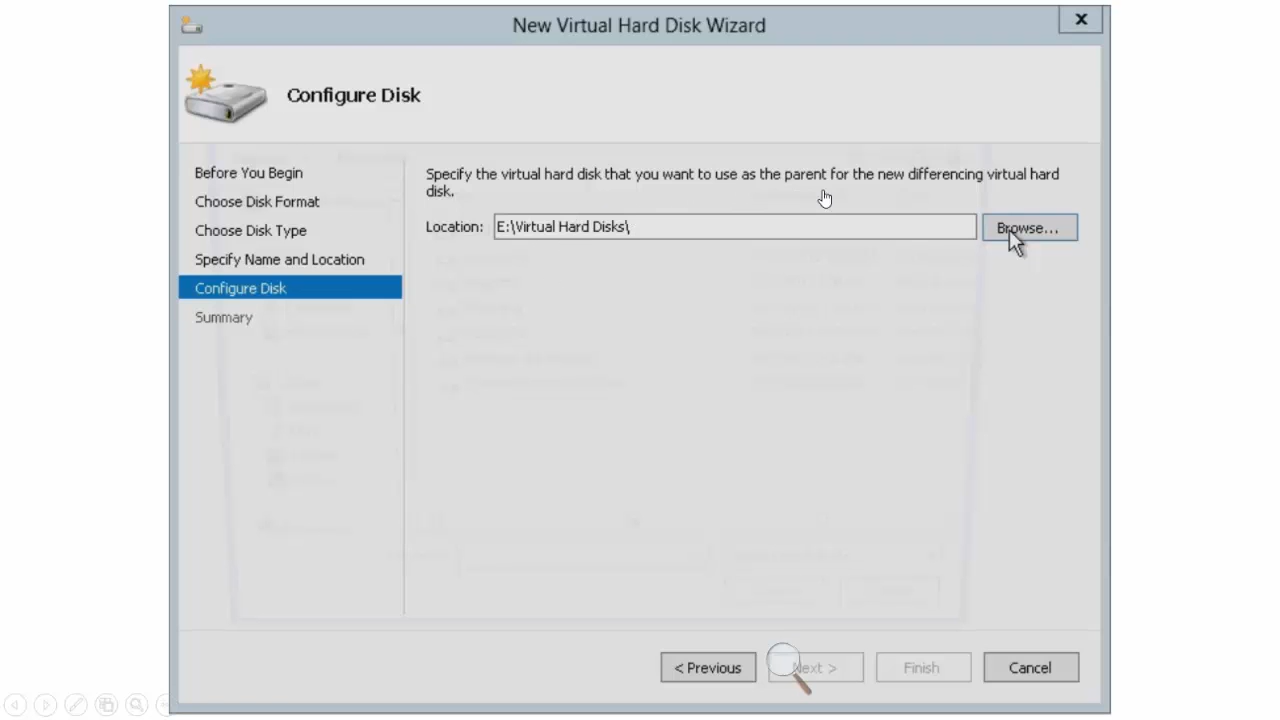 New Virtual Hard Disk Wizard
x
Configure Disk
Before You Begin
Choose Disk Format
Choose Disk Type
Specify Name and Location
Configure Disk
Summary
Specify the virtual hard disk that you want to use as the parent for the new differencing virtual hard
disk.
Location: E:\Virtual Hard Disks\ Browse...
< Previous Next > Finish Cancel